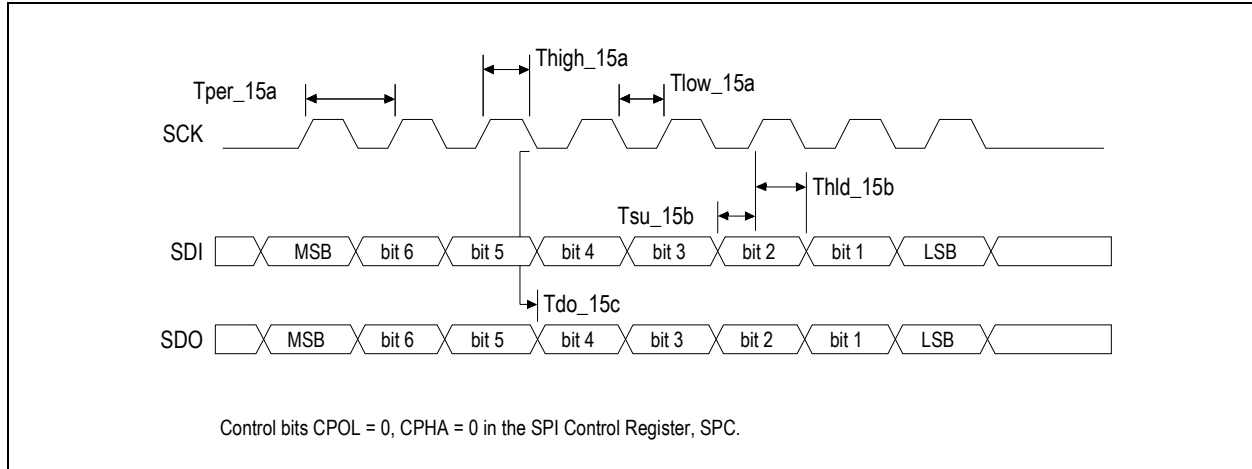 Thigh_15a
Tlow_15a
Tper_15a
SCK
Thld_15b
Tsu_15b
SDI MSB bit 6 bit 5 bit 4 bit 3 bit 2 bit 1 LSB
Tdo_15c
SDO MSB bit 6 bit 5 bit 4 bit 3 bit 2 bit 1 LSB
Control bits CPOL = 0, CPHA = 0 in the SPI Control Register, SPC.